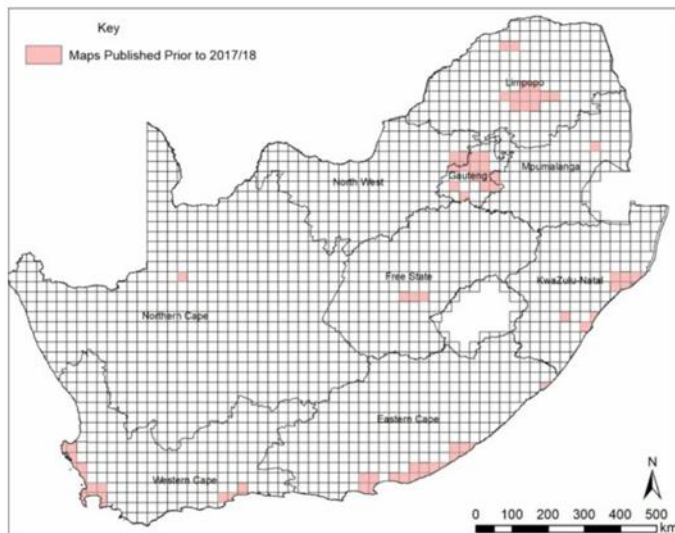 Key
Maps Published Prior to 2017/18
Limpopo
North West
Gauteng
Mpumalanga
Free State
KwaZulu-Natal
Northern Cape
Eastern Cape
Western Cape
N
0 100 200 300 400 500
km